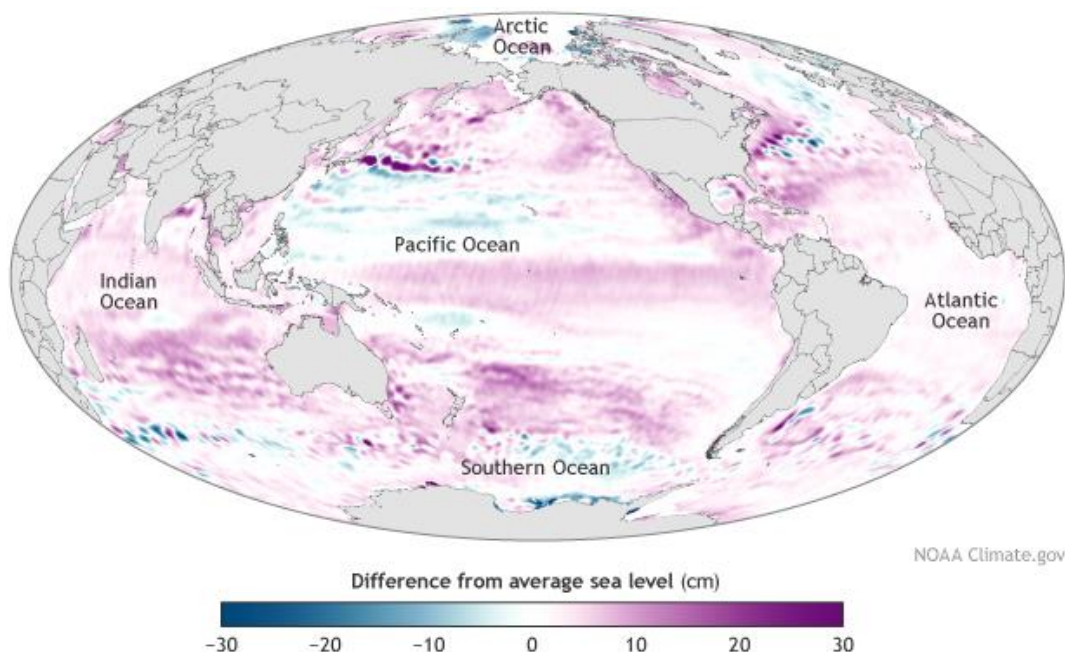 Arctic
Ocean
Pacific Ocean
Indian
Ocean
Atlantic
Ocean
Southern Ocean
NOAA Climate.gov
Difference from average sea level (cm)
−30 −20 −10 0 10 20 30